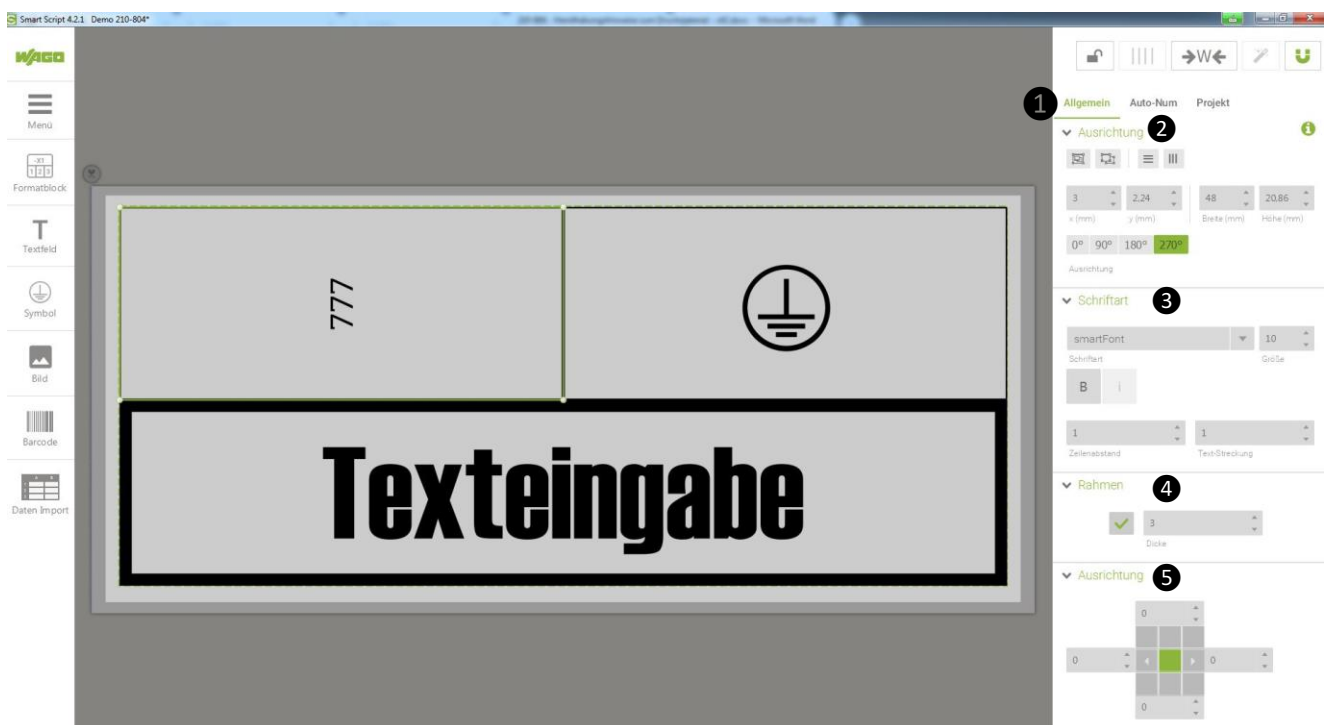 Smart Script 4.2.1 Demo 210-804*
WAGO
Menü
-X1
1 2 3
Formatblock
T
Textfeld
Symbol
Bild
Barcode
Daten Import
777
Texteingabe
W
1 Allgemein Auto-Num Projekt
Ausrichtung 2
3 2,24 48 20,86
x (mm) y (mm) Breite (mm) Höhe (mm)
0° 90° 180° 270°
Ausrichtung
Schriftart 3
smartFont 10
Schriftart Größe
B i
1 1
Zeilenabstand Text-Streckung
Rahmen 4
3
Dicke
Ausrichtung 5
0
0 0
0